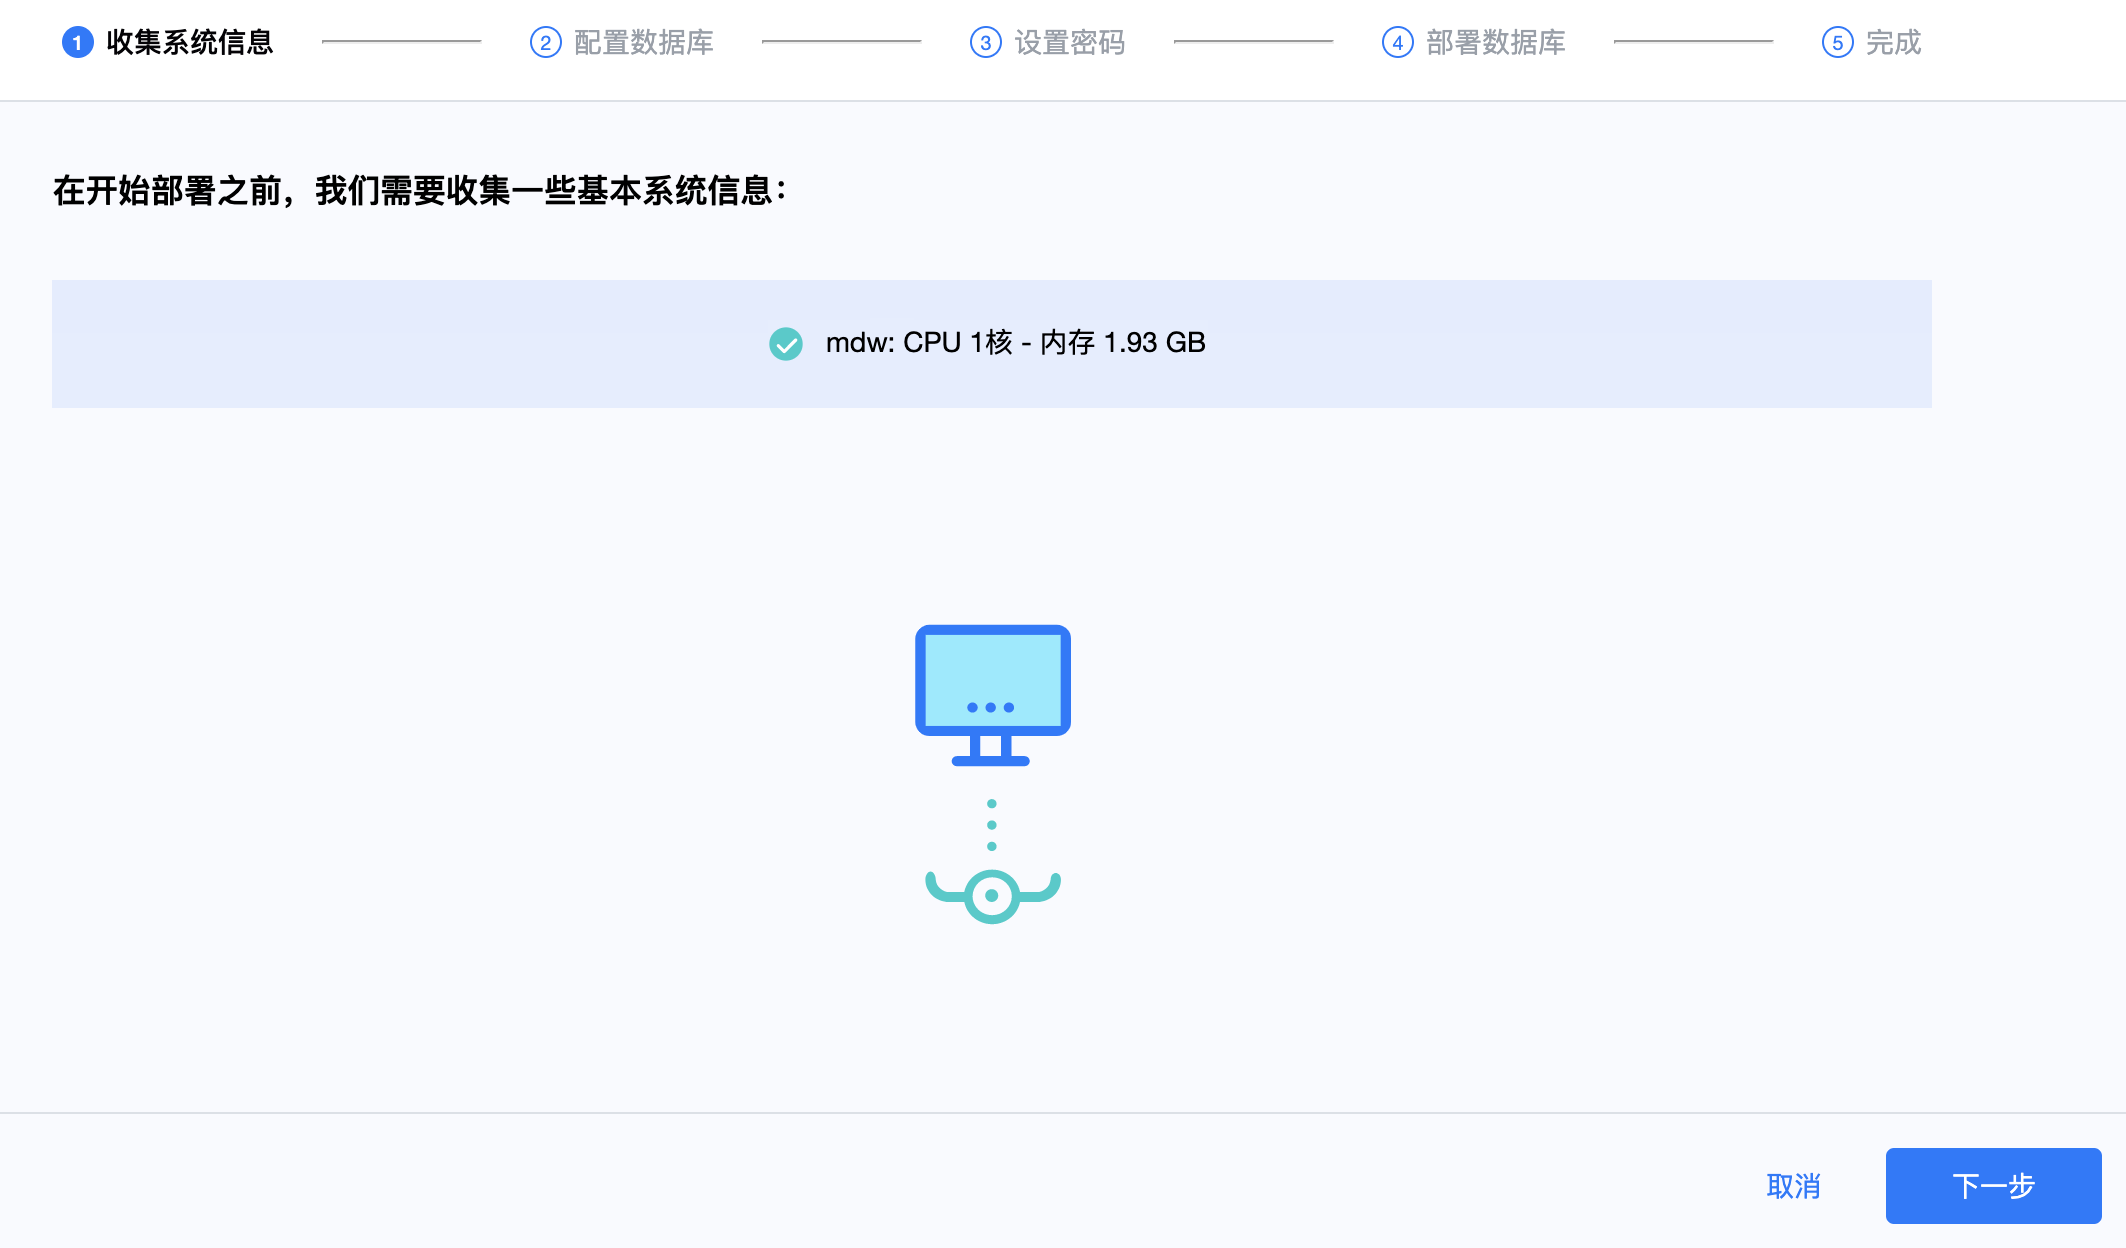 1 收集系统信息 2 配置数据库 3 设置密码 4 部署数据库 5 完成
在开始部署之前，我们需要收集一些基本系统信息：
mdw: CPU 1核 - 内存 1.93 GB
取消 下一步